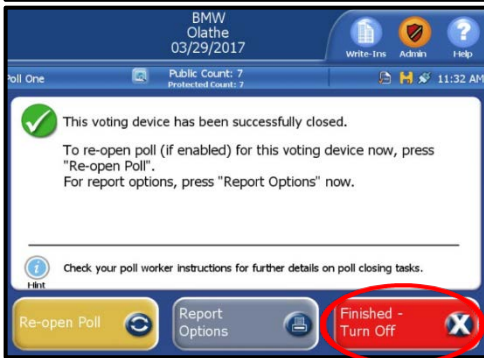 BMW
Olathe
03/29/2017
Write-Ins Admin Help
Poll One
Public Count: 7
Protected Count: 7
11:32 AM
This voting device has been successfully closed.
To re-open poll (if enabled) for this voting device now, press
"Re-open Poll".
For report options, press "Report Options" now.
Check your poll worker instructions for further details on poll closing tasks.
Hint
Re-open Poll
Report
Options
Finished -
Turn Off